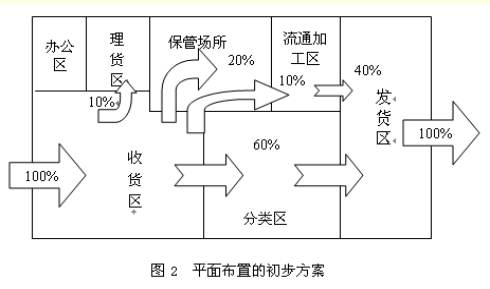 办公区
理货区
保管场所
20%
流通加工区
10%
40%
发货区
10%
100%
收货区
100%
60%
分类区
图 2 平面布置的初步方案